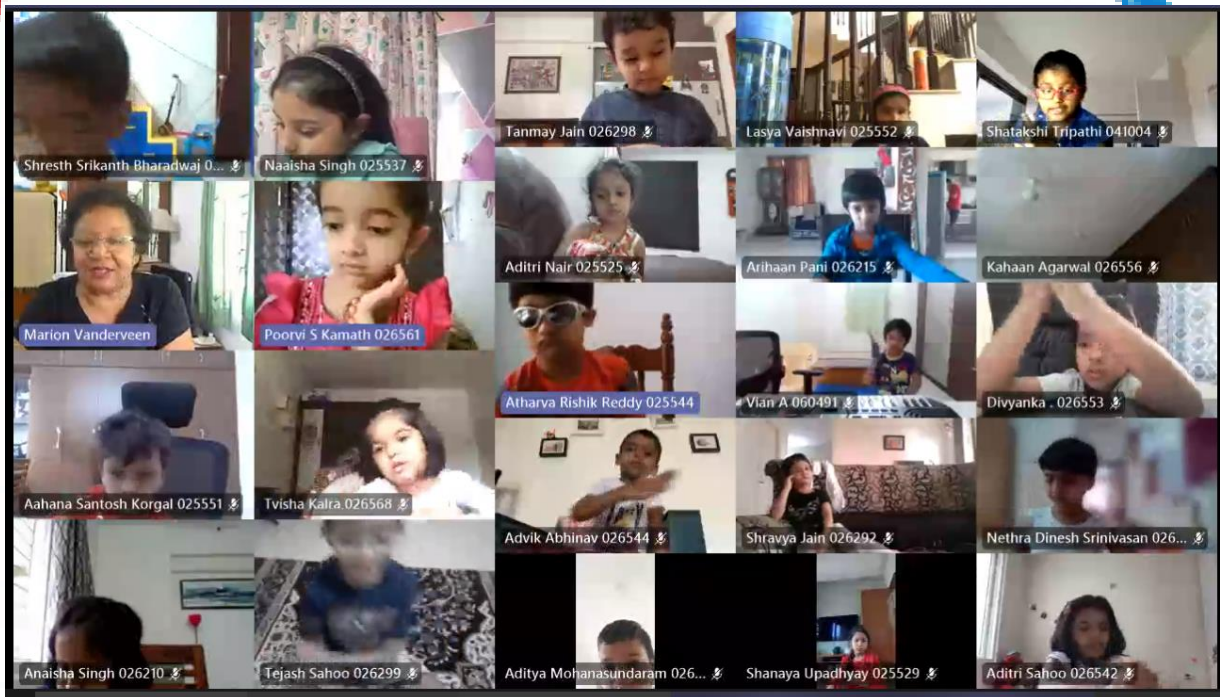 Shresth Srikanth Bharadwaj 0...
Naaisha Singh 025537
Tanmay Jain 026298
Lasya Vaishnavi 025552
Shatakshi Tripathi 041004
Aditri Nair 025525
Arihaan Pani 026215
Kahaan Agarwal 026556
Marion Vanderveen
Poorvi S Kamath 026561
Atharva Rishik Reddy 025544
Vian A 060491
Divyanka . 026553
Aahana Santosh Korgal 025551
Tvisha Kalra 026568
Advik Abhinav 026544
Shravya Jain 026292
Nethra Dinesh Srinivasan 026...
Anaisha Singh 026210
Tejash Sahoo 026299
Aditya Mohanasundaram 026...
Shanaya Upadhyay 025529
Aditri Sahoo 026542